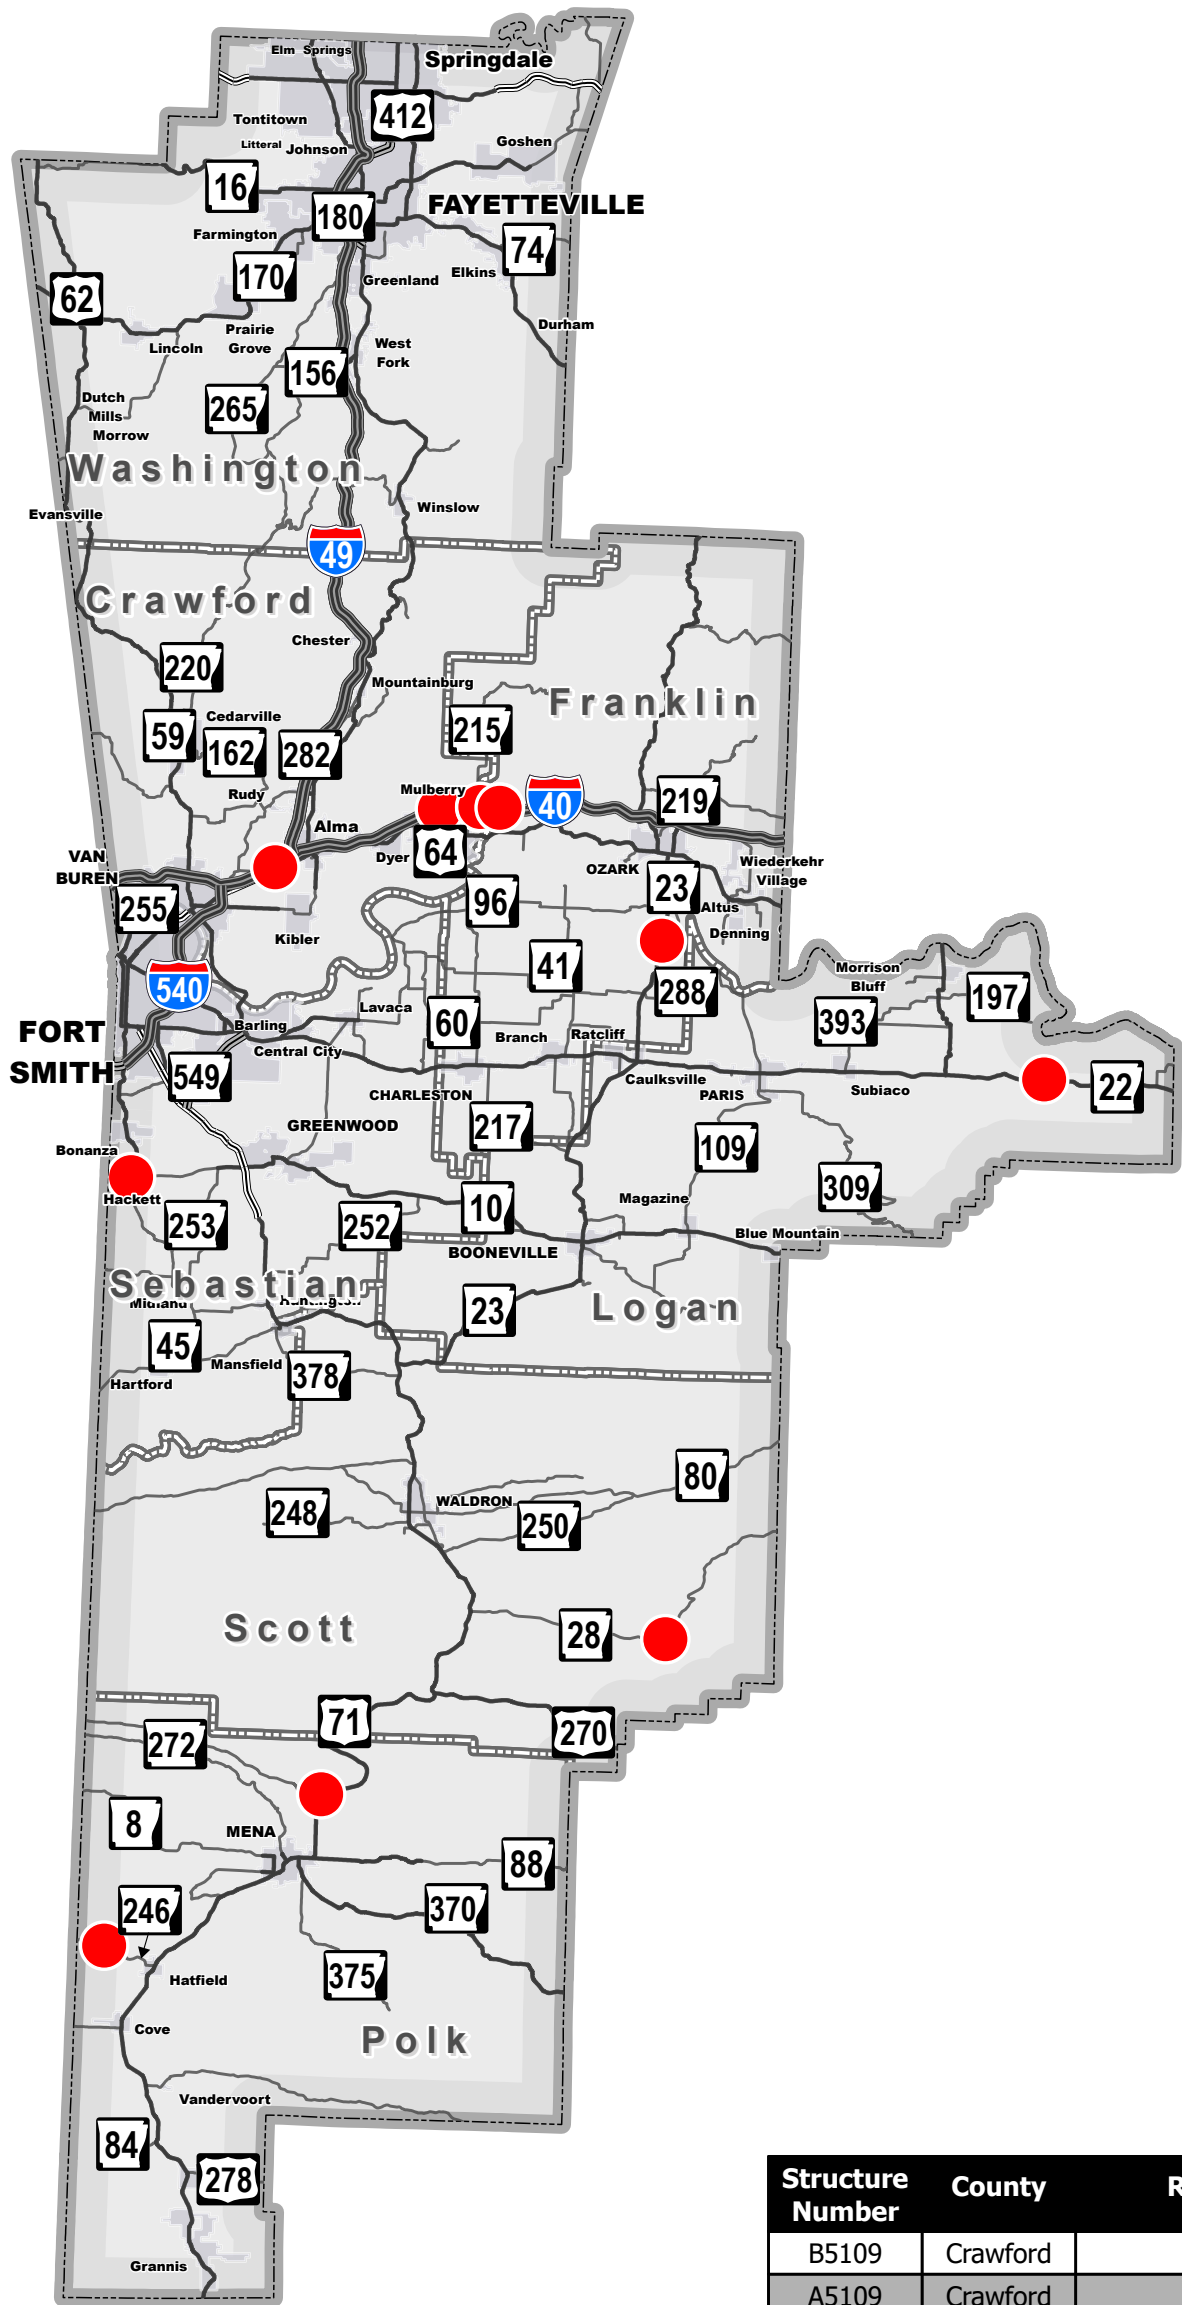 Elm Springs
Springdale
412
Tontitown
Litteral
Johnson
Goshen
16
180
FAYETTEVILLE
Farmington
74
170
Greenland
Elkins
62
Durham
Prairie
Grove
Lincoln
West
Fork
156
Dutch
Mills
265
Morrow
Washington
Evansville
Winslow
49
Crawford
Chester
220
Mountainburg
Franklin
59
Cedarville
162
282
215
Rudy
Mulberry
40
219
Alma
64
Dyer
VAN
BUREN
OZARK
Wiederkehr
Village
23
255
96
Altus
Denning
Kibler
41
Morrison
Bluff
540
288
197
Lavaca
60
393
FORT
SMITH
Barling
Central City
Branch
Ratcliff
549
Caulksville
PARIS
Subiaco
22
CHARLESTON
217
GREENWOOD
109
Bonanza
309
Hackett
253
252
10
Magazine
BOONEVILLE
Blue Mountain
Sebastian
Midland
Huntington
23
Logan
45
Mansfield
378
Hartford
80
248
WALDRON
250
Scott
28
71
270
272
8
MENA
88
246
370
Hatfield
375
Cove
Polk
Vandervoort
84
278
Grannis
Structure
Number
County
R
B5109
Crawford
A5109
Crawford